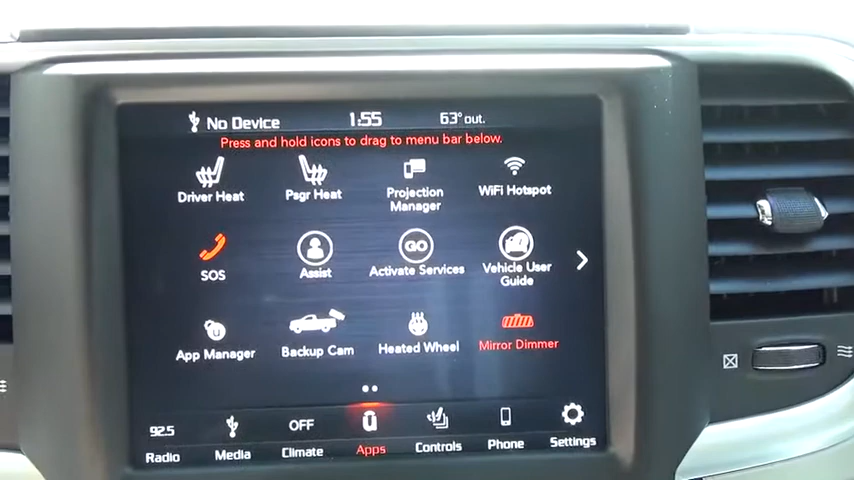 No Device 1:55 63° out.
Press and hold icons to drag to menu bar below.
Driver Heat
Psgr Heat
Projection
Manager
WiFi Hotspot
SOS
Assist
GO
Activate Services
Vehicle User
Guide
App Manager
Backup Cam
Heated Wheel
Mirror Dimmer
92.5
Radio
Media
OFF
Climate
Apps
Controls
Phone
Settings